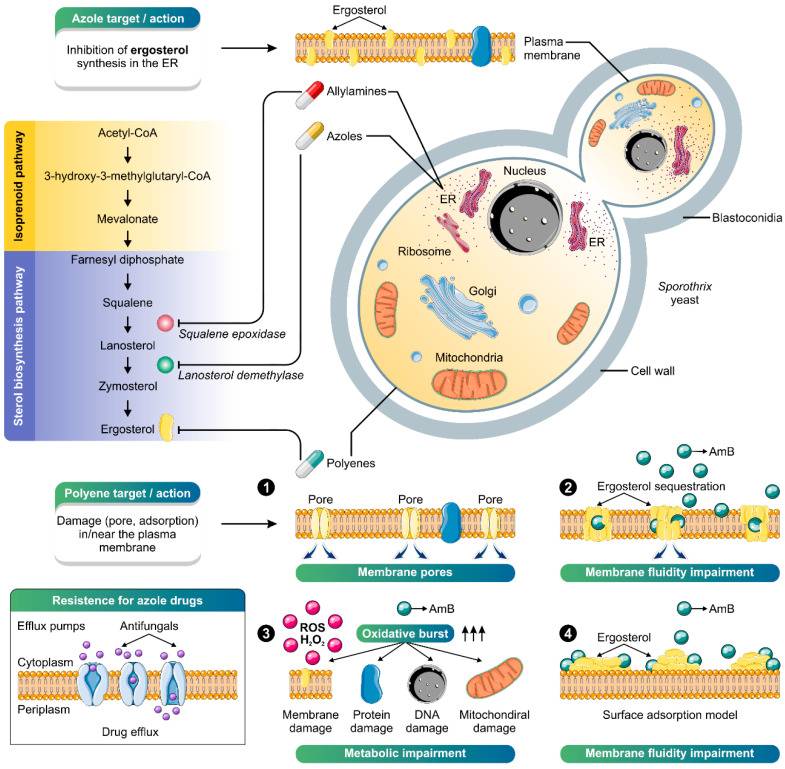 Azole target / action
Inhibition of ergosterol
synthesis in the ER
Ergosterol
Plasma
membrane
Allylamines
Azoles
Isoprenoid pathway
Acetyl-CoA
3-hydroxy-3-methylglutaryl-CoA
Mevalonate
Sterol biosynthesis pathway
Farnesyl diphosphate
Squalene
Squalene epoxidase
Lanosterol
Lanosterol demethylase
Zymosterol
Ergosterol
Polyenes
Nucleus
ER
ER
Ribosome
Golgi
Mitochondria
Blastoconidia
Sporothrix
yeast
Cell wall
Polyene target / action
Damage (pore, adsorption)
in/near the plasma
membrane
1
Pore
Pore
Pore
Membrane pores
2
AmB
Ergosterol sequestration
Membrane fluidity impairment
Resistence for azole drugs
Efflux pumps
Antifungals
Cytoplasm
Periplasm
Drug efflux
3
ROS
H2O2
AmB
Oxidative burst
Membrane
damage
Protein
damage
DNA
damage
Mitochondiral
damage
Metabolic impairment
4
AmB
Ergosterol
Surface adsorption model
Membrane fluidity impairment